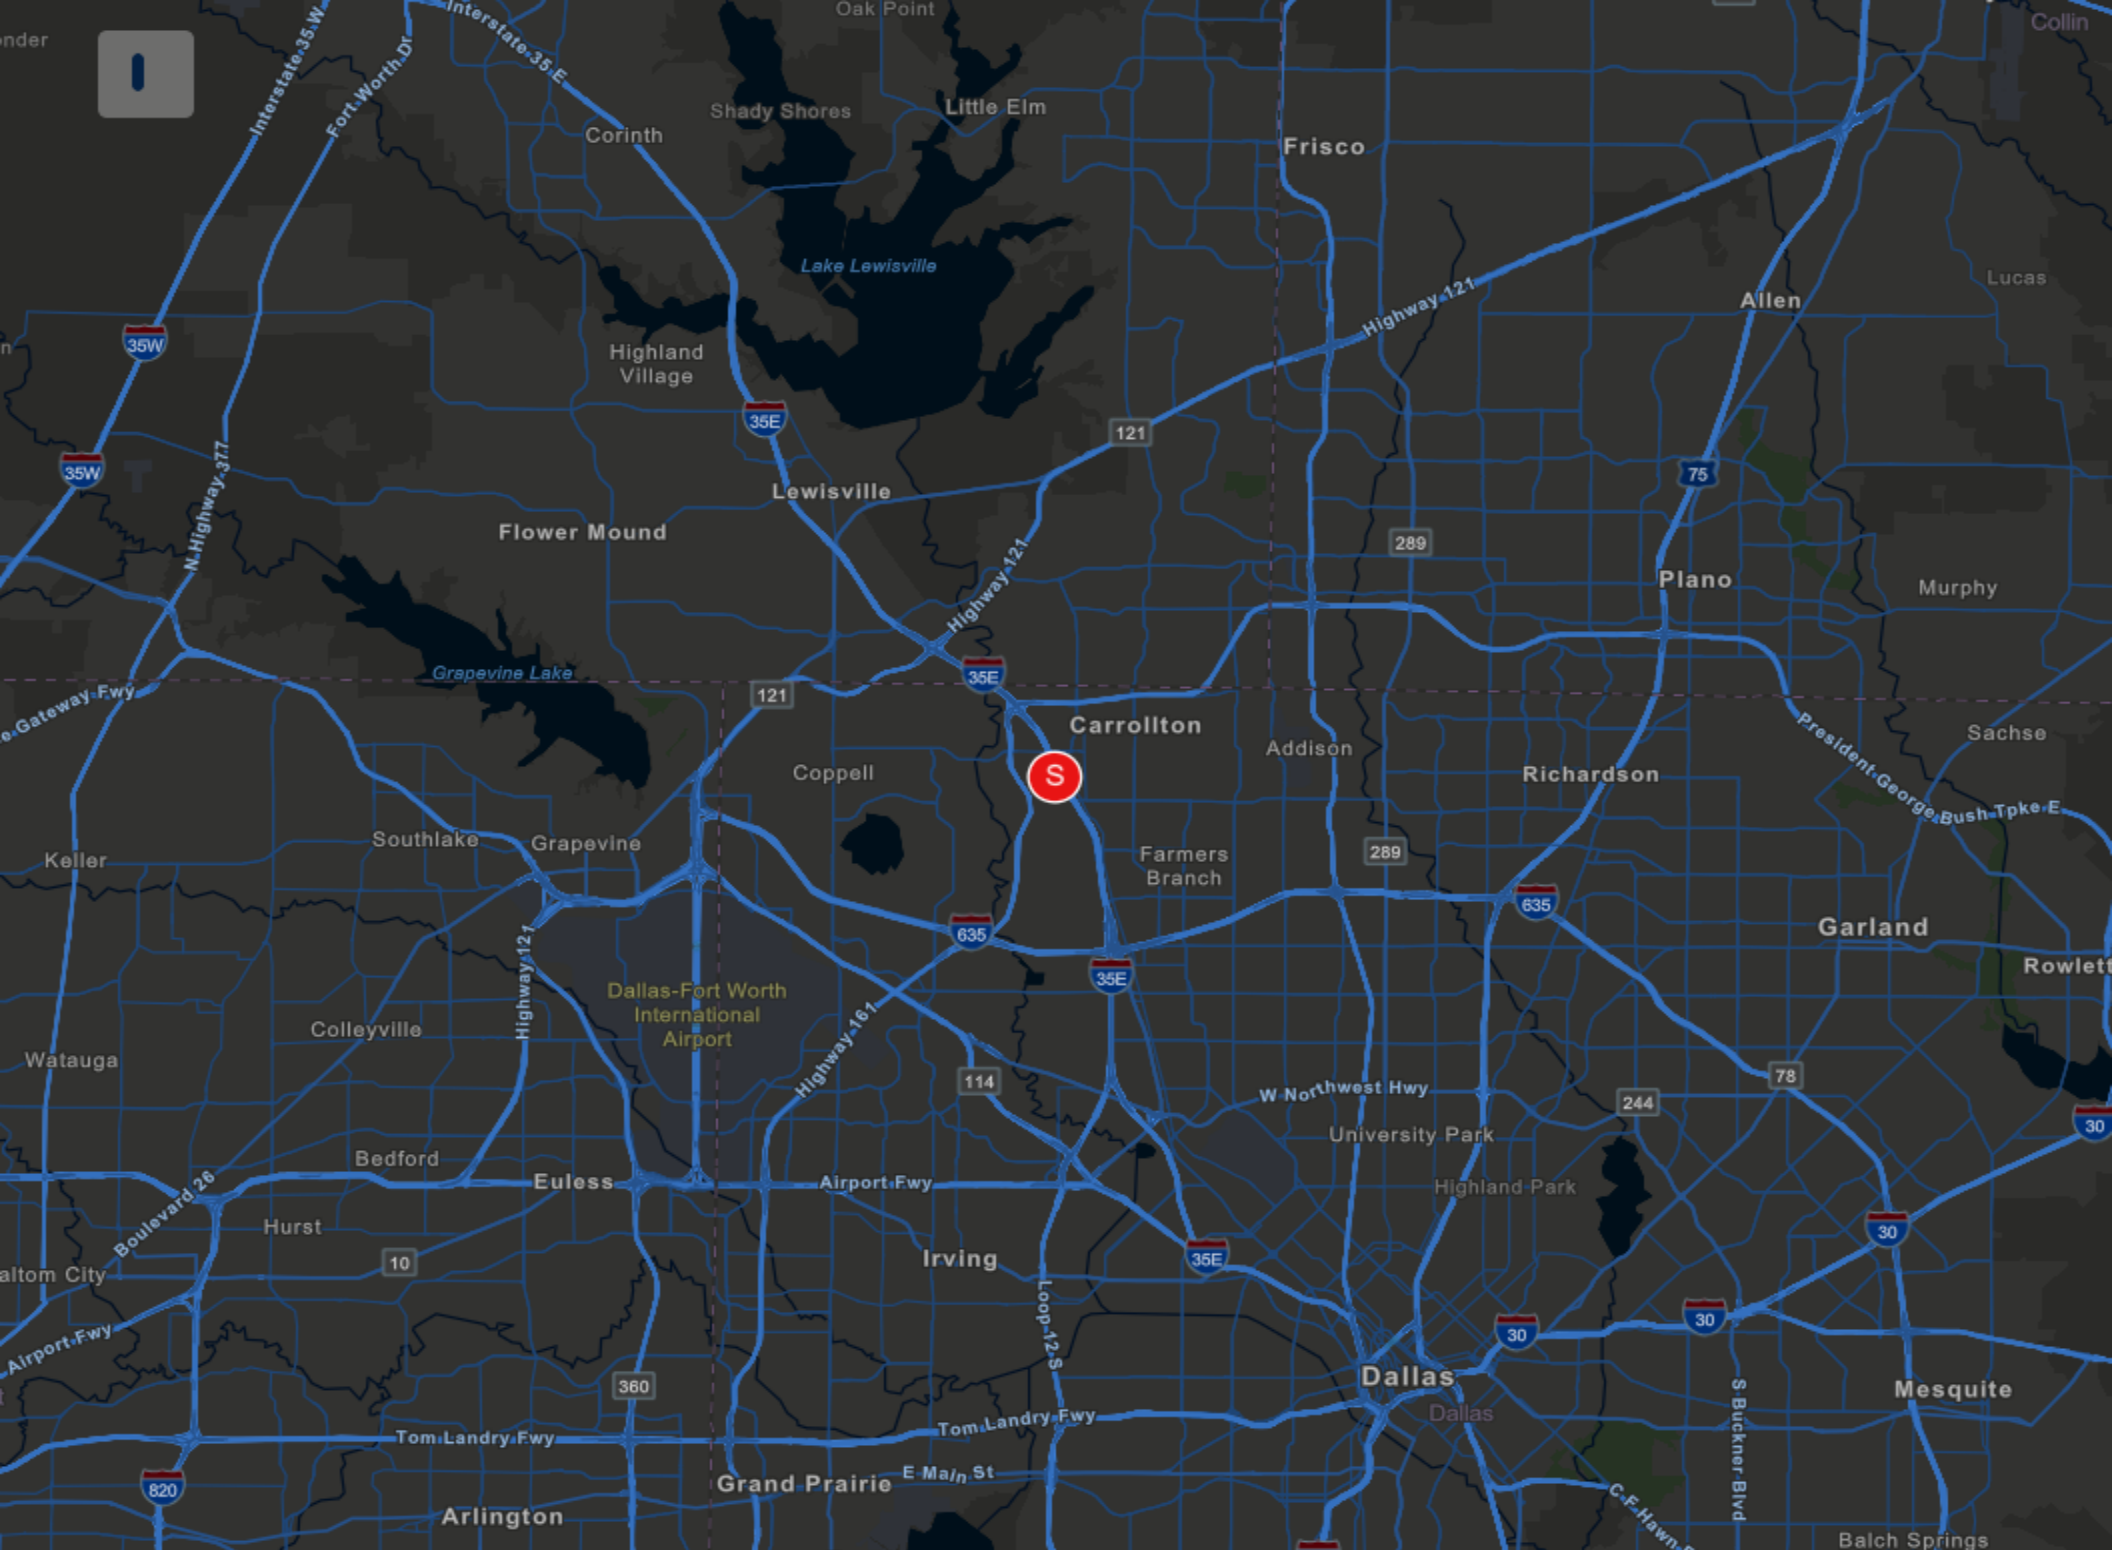 Oak Point
Collin
Interstate 35 W
Fort Worth Dr
Interstate 35 E
Shady Shores
Little Elm
Corinth
Frisco
Lake Lewisville
Lucas
Allen
Highway 121
35W
Highland
Village
35E
121
35W
75
N Highway 377
Lewisville
Flower Mound
289
Highway 121
Plano
Murphy
Grapevine Lake
35E
121
Gateway Fwy
Carrollton
Addison
Sachse
Coppell
S
Richardson
President George Bush Tpke E
Southlake
Grapevine
Keller
Farmers
Branch
289
635
635
Garland
Highway 121
35E
Rowlett
Dallas-Fort Worth
International
Airport
Highway 161
Colleyville
Watauga
114
W Northwest Hwy
78
244
30
University Park
Bedford
Euless
Airport Fwy
Highland Park
Boulevard 26
Hurst
30
10
Irving
35E
altom City
Loop 12 S
30
30
Airport Fwy
360
Dallas
Dallas
Mesquite
S Buckner Blvd
Tom Landry Fwy
Tom Landry Fwy
820
Grand Prairie
E Main St
Arlington
C F Hawn
Balch Springs